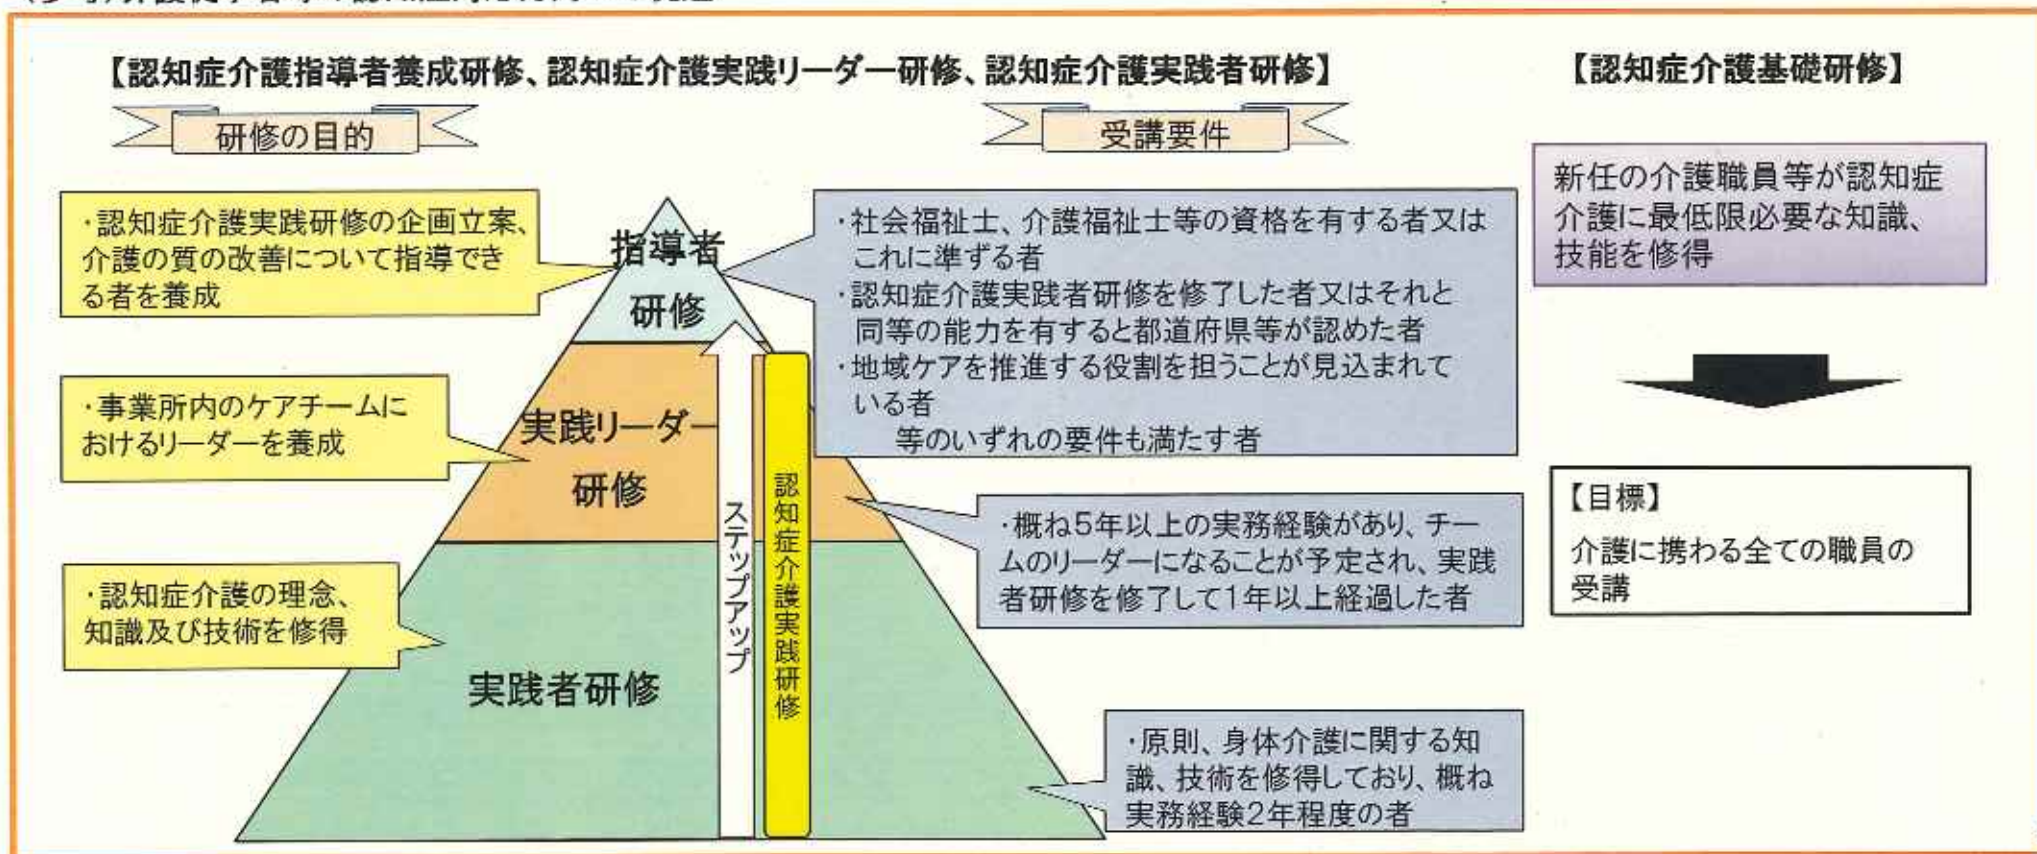 【認知症介護指導者養成研修、認知症介護実践リーダー研修、認知症介護実践者研修】
研修の目的
受講要件
・認知症介護実践研修の企画立案、
介護の質の改善について指導でき
る者を養成
指導者
研修
・社会福祉士、介護福祉士等の資格を有する者又は
これに準ずる者
・認知症介護実践者研修を修了した者又はそれと
同等の能力を有すると都道府県等が認めた者
・地域ケアを推進する役割を担うことが見込まれて
いる者
等のいずれの要件も満たす者
・事業所内のケアチームに
おけるリーダーを養成
実践リーダー
研修
・概ね5年以上の実務経験があり、チー
ムのリーダーになることが予定され、実践
者研修を修了して1年以上経過した者
・認知症介護の理念、
知識及び技術を修得
実践者研修
ステップアップ
認知症介護実践研修
・原則、身体介護に関する知
識、技術を修得しており、概ね
実務経験2年程度の者
【認知症介護基礎研修】
新任の介護職員等が認知症
介護に最低限必要な知識、
技能を修得
【目標】
介護に携わる全ての職員の
受講